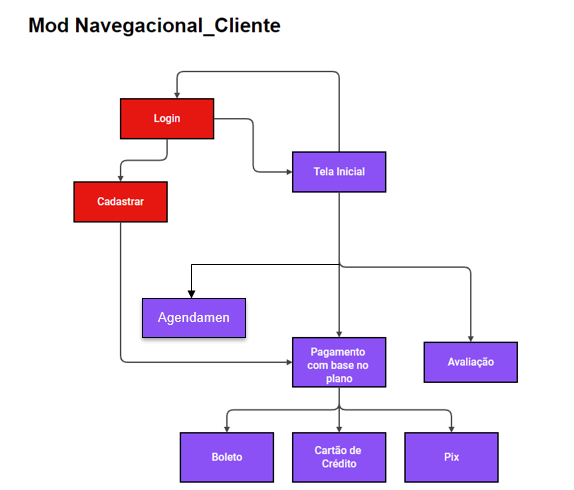 Mod Navegacional_Cliente
Login
Tela Inicial
Cadastrar
Agendamen
Pagamento
com base no
plano
Avaliação
Boleto
Cartão de
Crédito
Pix